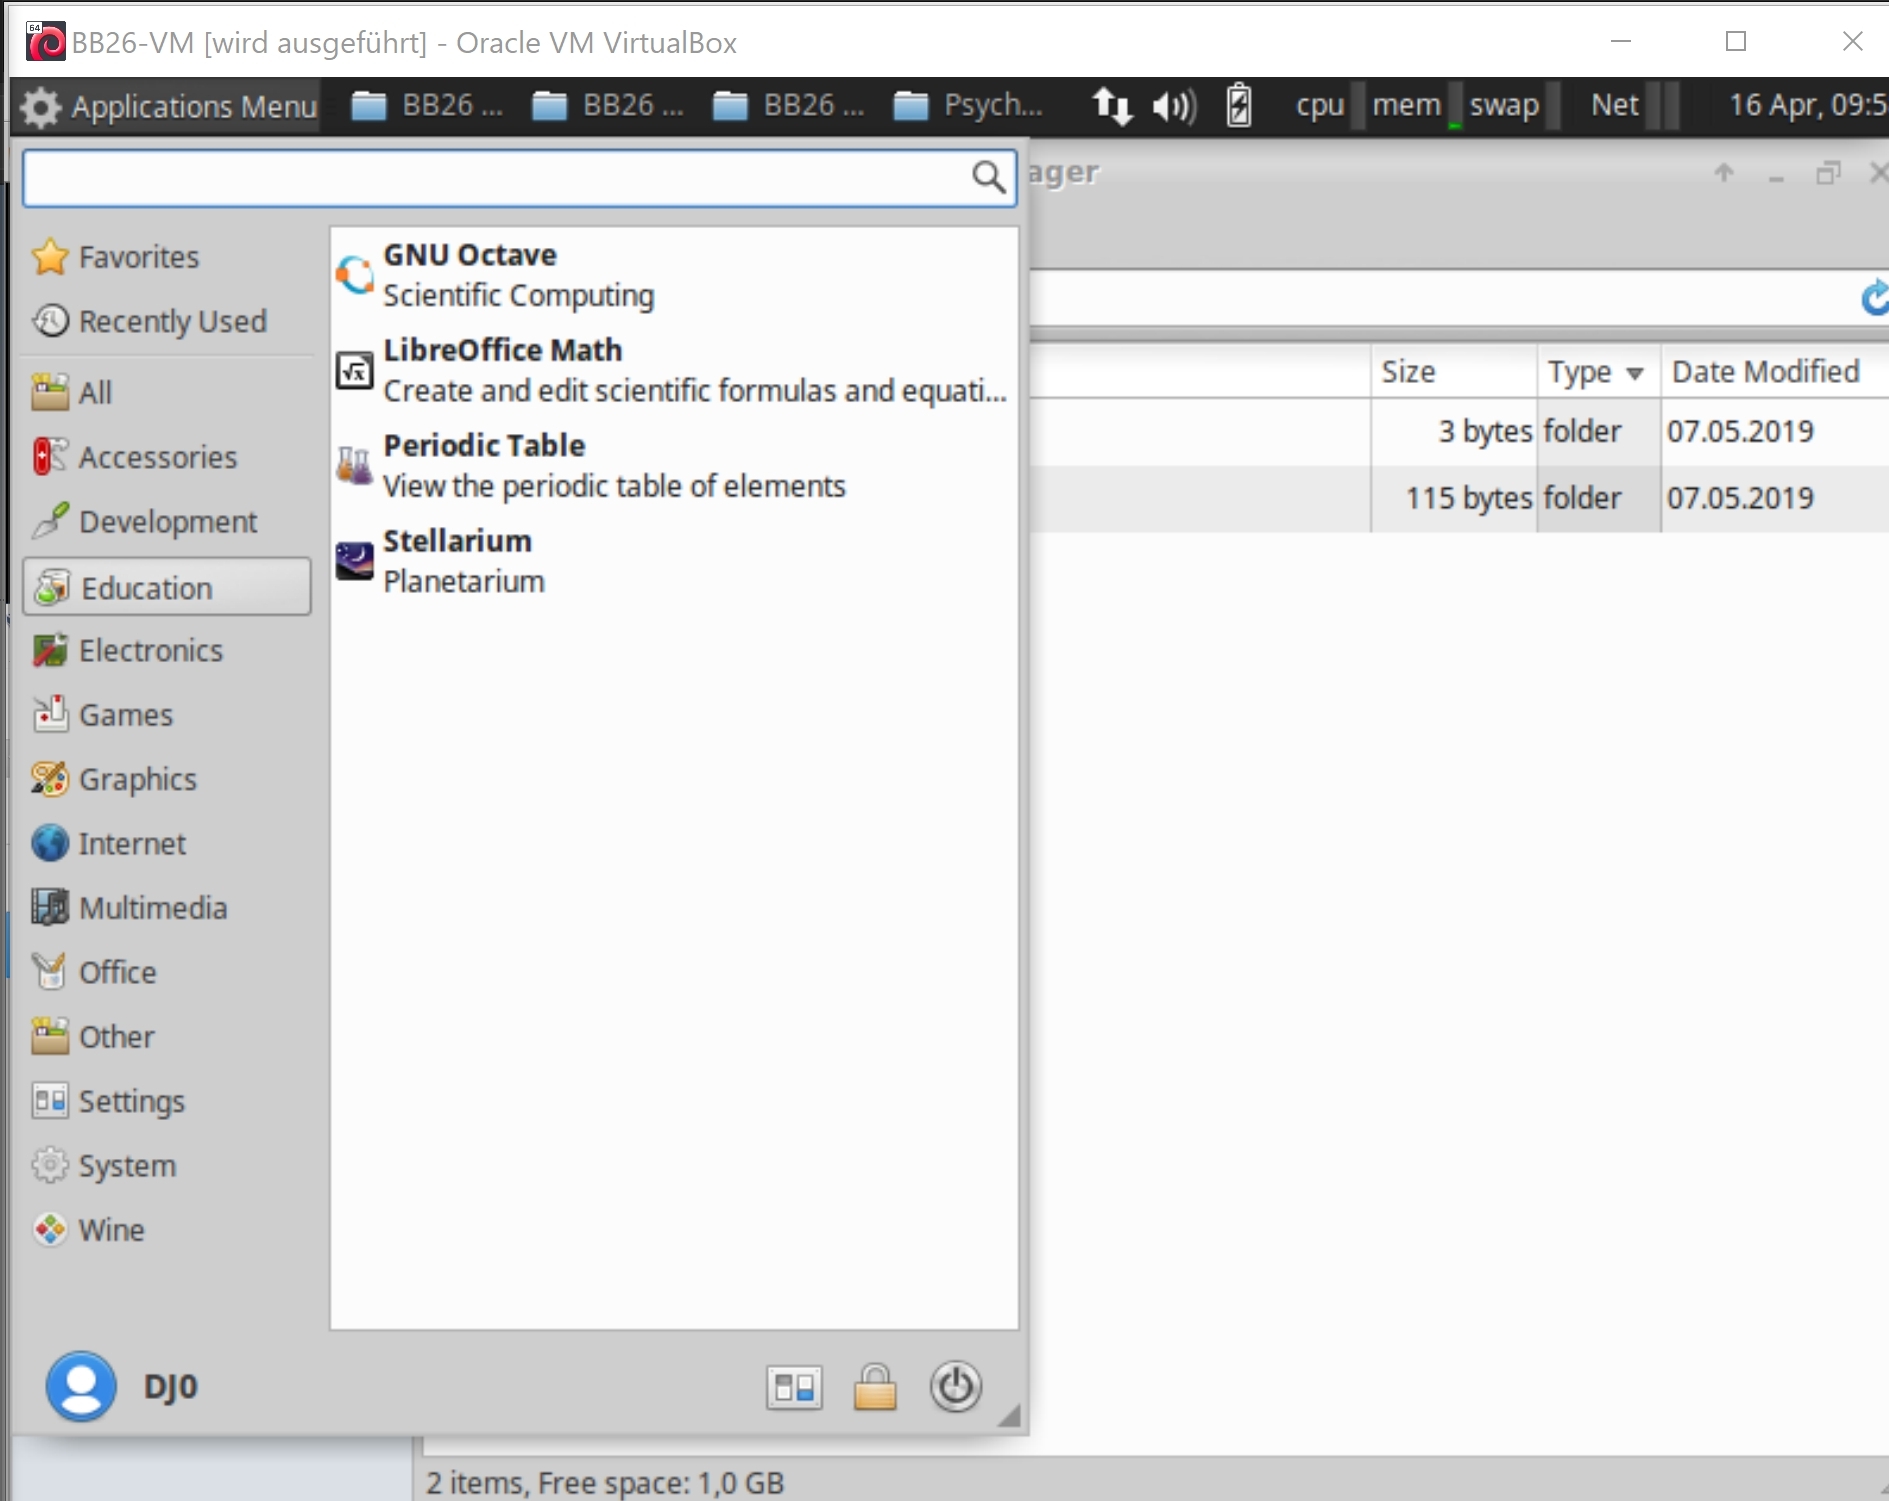 BB26-VM [wird ausgeführt] - Oracle VM VirtualBox
Applications Menu BB26 ... BB26 ... BB26 ... Psych... cpu mem swap Net 16 Apr, 09:5
ager
Favorites
Recently Used
All
Accessories
Development
Education
Electronics
Games
Graphics
Internet
Multimedia
Office
Other
Settings
System
Wine
GNU Octave
Scientific Computing
LibreOffice Math
Create and edit scientific formulas and equati...
Periodic Table
View the periodic table of elements
Stellarium
Planetarium
Size Type Date Modified
3 bytes folder 07.05.2019
115 bytes folder 07.05.2019
DJ0
2 items, Free space: 1,0 GB